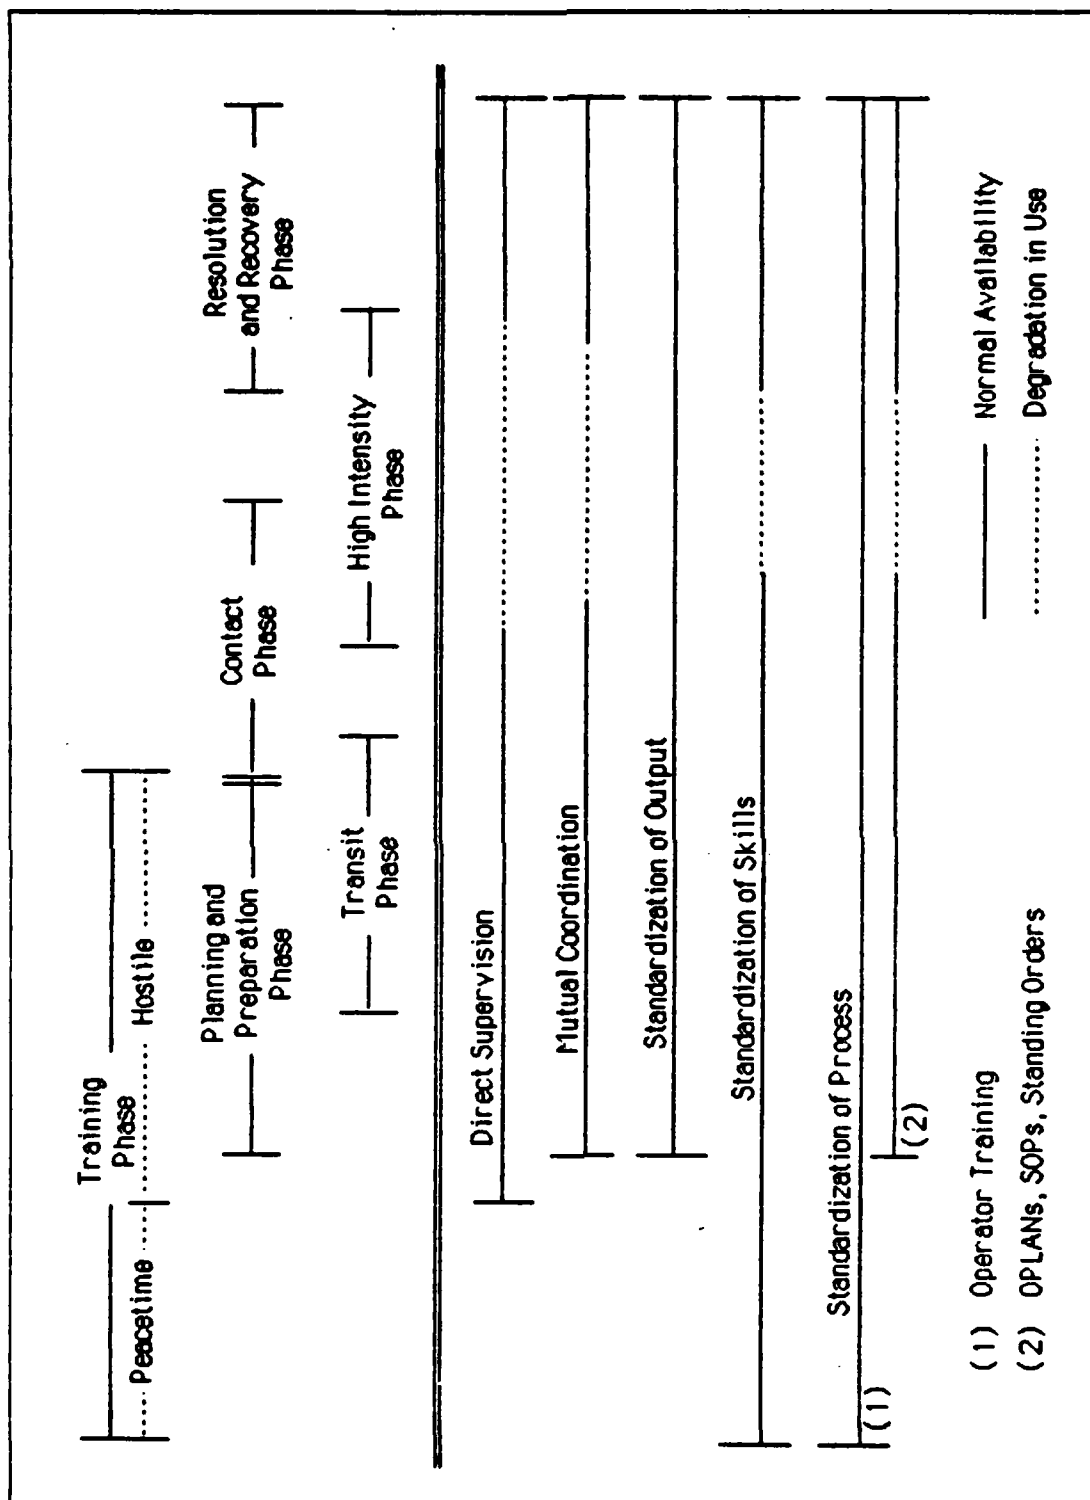 Training
Phase
Peacetime
Hostile
Planning and
Preparation
Phase
Contact
Phase
Resolution
and Recovery
Phase
Transit
Phase
High Intensity
Phase
Direct Supervision
Mutual Coordination
Standardization of Output
Standardization of Skills
Standardization of Process
(1)
(2)
(1) Operator Training
(2) OPLANs, SOPs, Standing Orders
Normal Availability
Degradation in Use